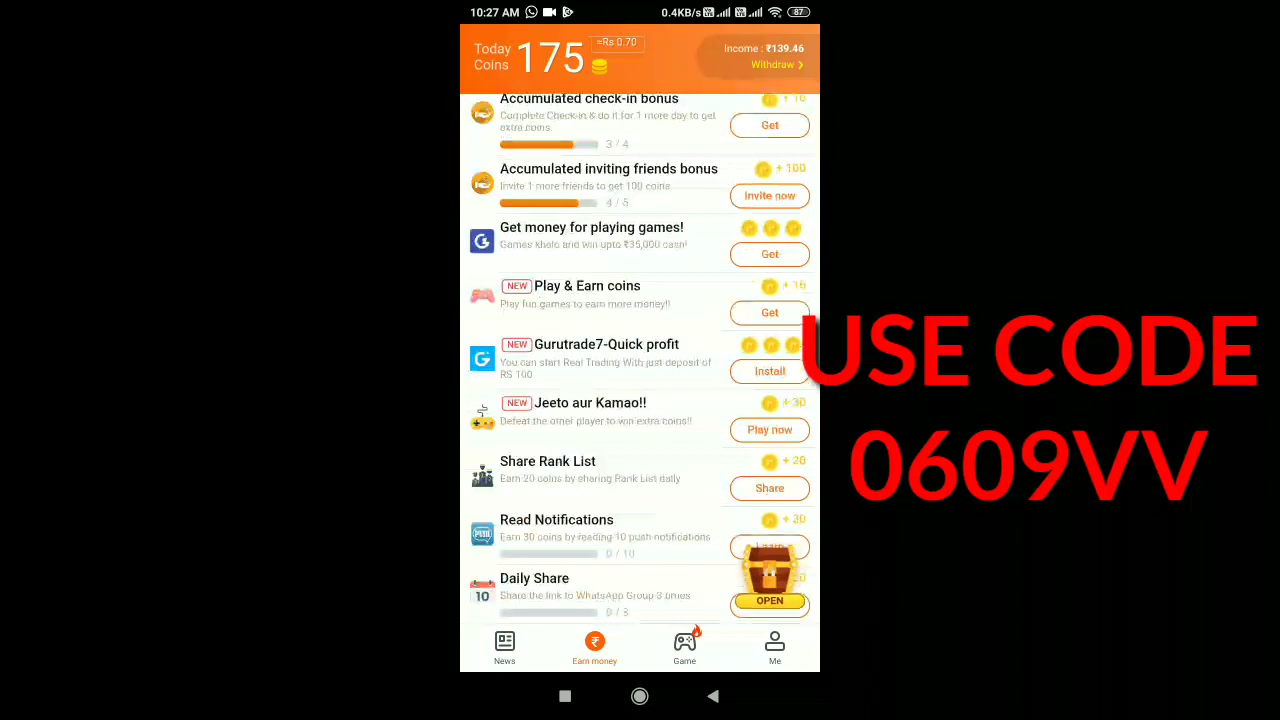 10:27 AM 0.4KB/s 87
Today
Coins
175
=Rs 0.70
Income : ₹139.46
Withdraw ❯
Accumulated check-in bonus
+ 10
Complete Check-in & do it for 1 more day to get
extra coins.
Get
3 / 4
Accumulated inviting friends bonus
+ 100
Invite 1 more friends to get 100 coins.
Invite now
4 / 5
Get money for playing games!
Games khelo and win upto ₹35,000 cash!
Get
NEW Play & Earn coins
+ 15
Play fun games to earn more money!!
Get
NEW Gurutrade7-Quick profit
You can start Real Trading With just deposit of
RS 100
Install
NEW Jeeto aur Kamao!!
+ 30
Defeat the other player to win extra coins!!
Play now
Share Rank List
+ 20
Earn 20 coins by sharing Rank List daily
Share
Read Notifications
+ 30
Earn 30 coins by reading 10 push notifications
0 / 10
Daily Share
10
Share the link to WhatsApp Group 3 times
OPEN
0 / 3
News
Earn money
Game
Me
USE CODE
0609VV